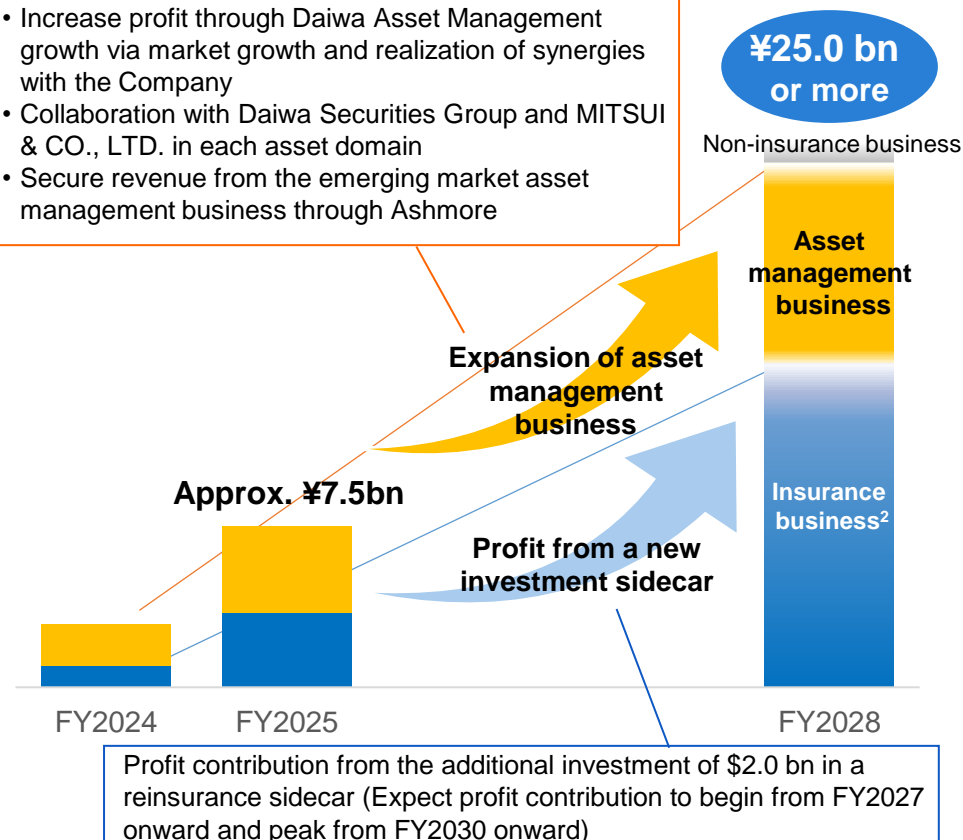 • Increase profit through Daiwa Asset Management
growth via market growth and realization of synergies
with the Company
• Collaboration with Daiwa Securities Group and MITSUI
& CO., LTD. in each asset domain
• Secure revenue from the emerging market asset
management business through Ashmore
¥25.0 bn
or more
Non-insurance business
Asset
management
business
Expansion of asset
management
business
Approx. ¥7.5bn
Insurance
business²
Profit from a new
investment sidecar
FY2024
FY2025
FY2028
Profit contribution from the additional investment of $2.0 bn in a
reinsurance sidecar (Expect profit contribution to begin from FY2027
onward and peak from FY2030 onward)